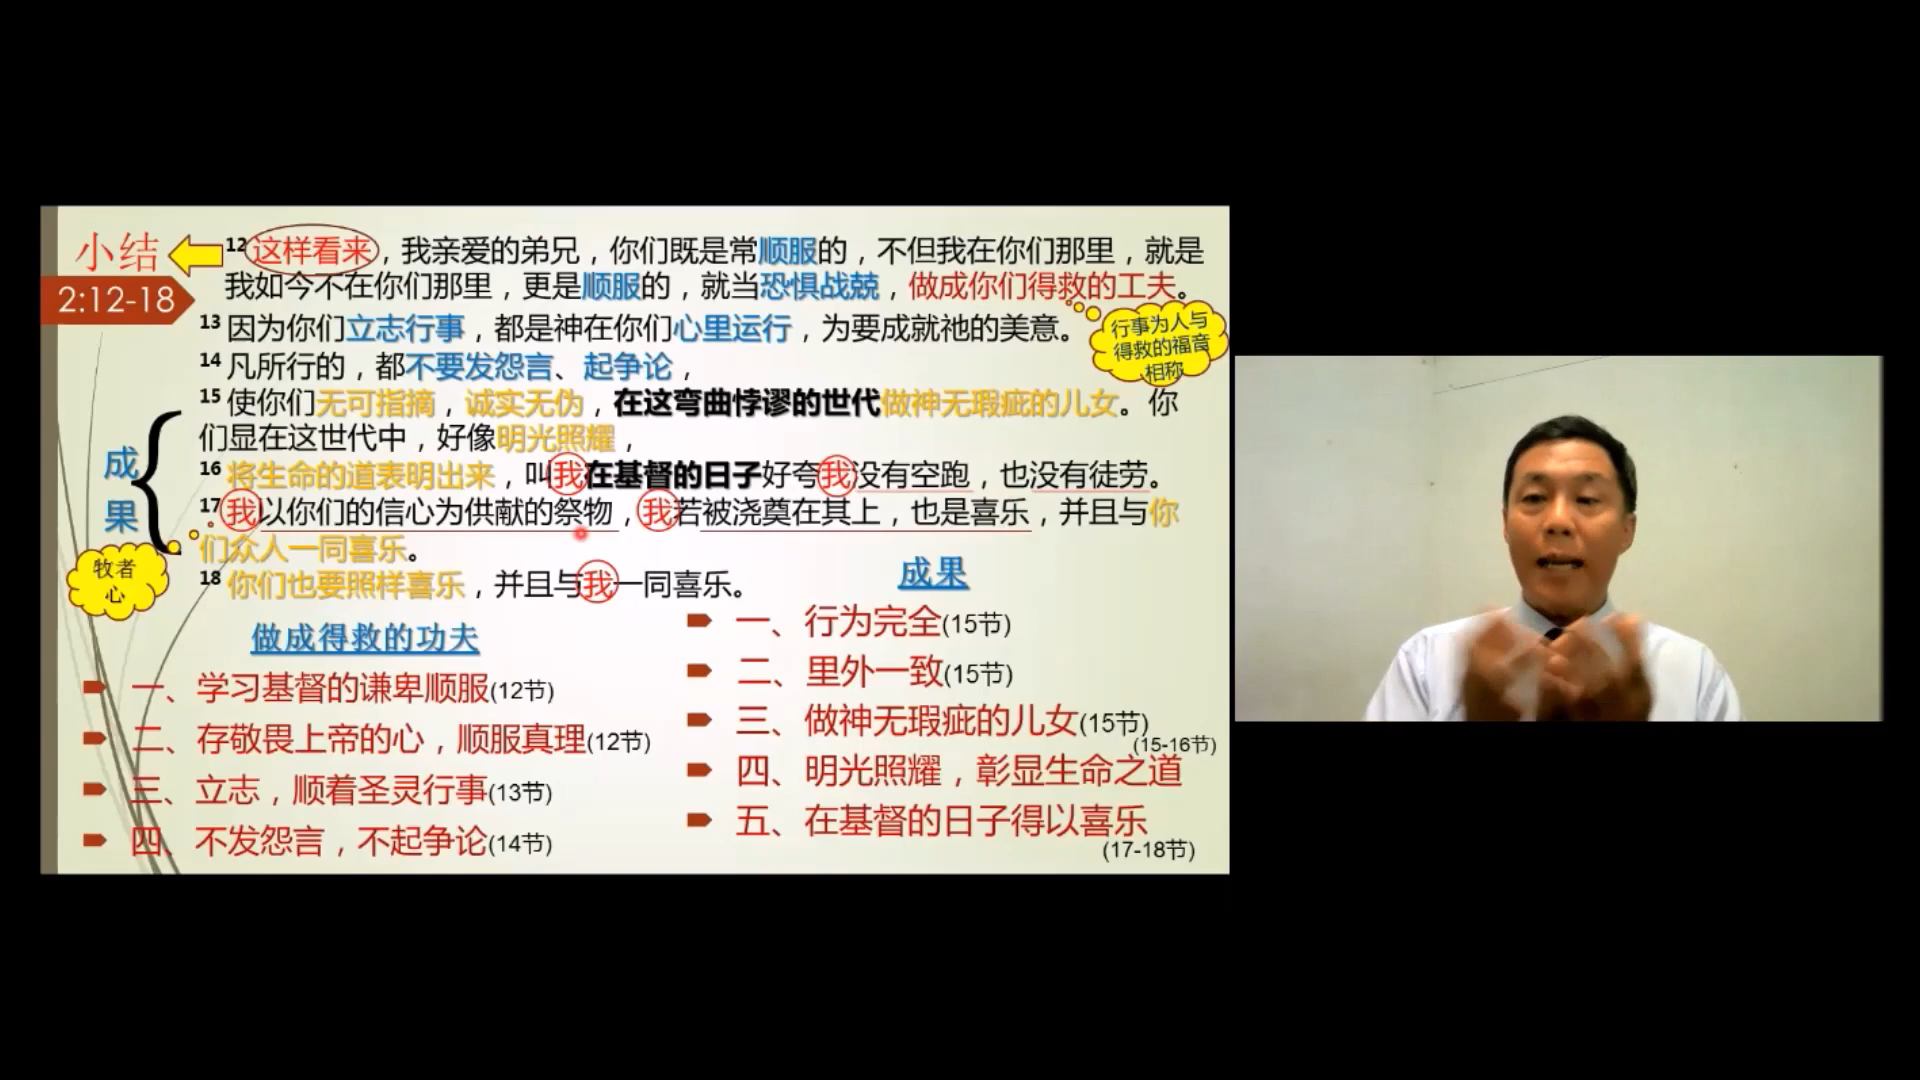 小结
2:12-18
12 这样看来，我亲爱的弟兄，你们既是常顺服的，不但我在你们那里，就是
我如今不在你们那里，更是顺服的，就当恐惧战兢，做成你们得救的工夫。
13 因为你们立志行事，都是神在你们心里运行，为要成就祂的美意。
行事为人与
得救的福音
相称
14 凡所行的，都不要发怨言、起争论，
15 使你们无可指摘，诚实无伪，在这弯曲悖谬的世代做神无瑕疵的儿女。你
们显在这世代中，好像明光照耀，
16 将生命的道表明出来，叫我在基督的日子好夸我没有空跑，也没有徒劳。
17 我以你们的信心为供献的祭物，我若被浇奠在其上，也是喜乐，并且与你
们众人一同喜乐。
18 你们也要照样喜乐，并且与我一同喜乐。
成
果
牧者
心
做成得救的功夫
一、学习基督的谦卑顺服(12节)
二、存敬畏上帝的心，顺服真理(12节)
三、立志，顺着圣灵行事(13节)
四、不发怨言，不起争论(14节)
成果
一、行为完全(15节)
二、里外一致(15节)
三、做神无瑕疵的儿女(15节)
四、明光照耀，彰显生命之道
(15-16节)
五、在基督的日子得以喜乐
(17-18节)